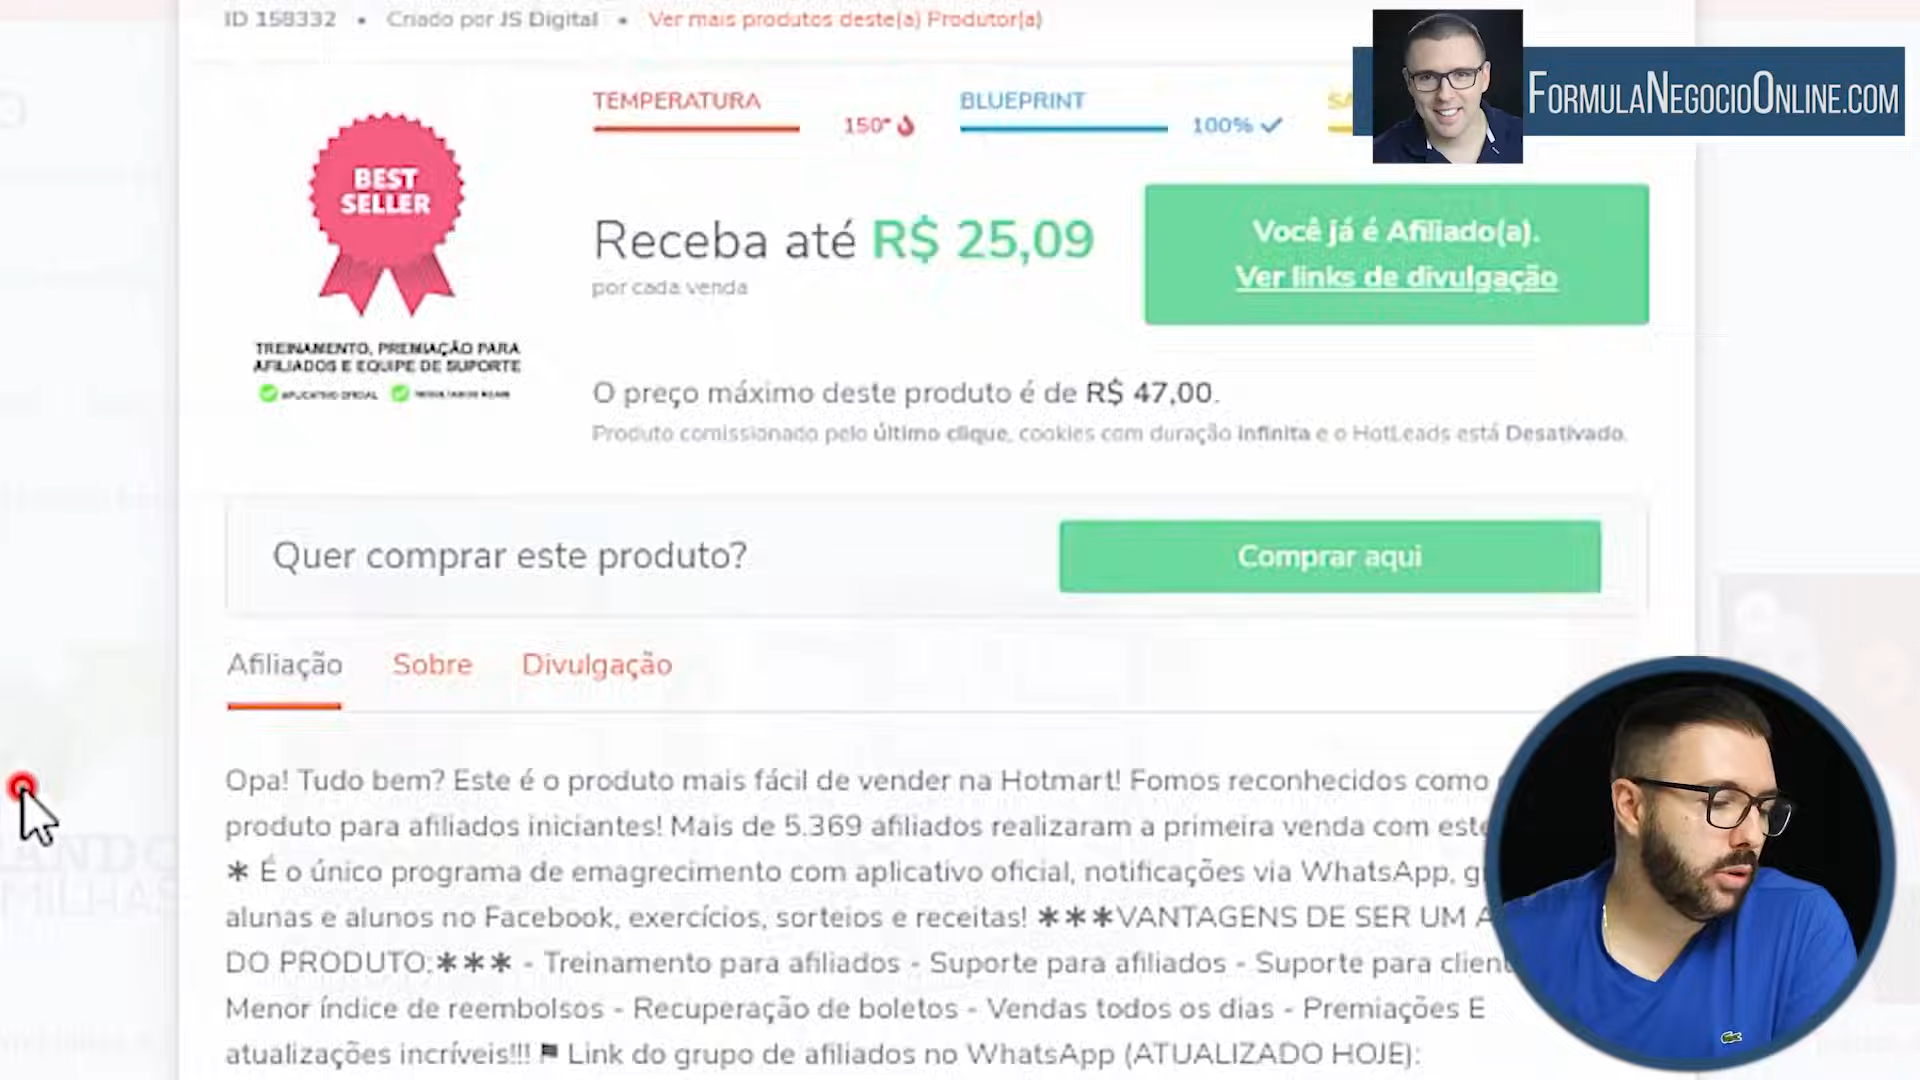 ID 158332 • Criado por JS Digital • Ver mais produtos deste(a) Produtor(a)
FORMULANEGOCIOONLINE.COM
TEMPERATURA
150° 
BLUEPRINT
100%
BEST
SELLER
TREINAMENTO, PREMIAÇÃO PARA
AFILIADOS E EQUIPE DE SUPORTE
APLICATIVO OFICIAL
RESULTADOS REAIS
Receba até R$ 25,09
por cada venda
Você já é Afiliado(a).
Ver links de divulgação
O preço máximo deste produto é de R$ 47,00.
Produto comissionado pelo último clique, cookies com duração infinita e o HotLeads está Desativado.
Quer comprar este produto?
Comprar aqui
Afiliação
Sobre
Divulgação
Opa! Tudo bem? Este é o produto mais fácil de vender na Hotmart! Fomos reconhecidos como
produto para afiliados iniciantes! Mais de 5.369 afiliados realizaram a primeira venda com este
* É o único programa de emagrecimento com aplicativo oficial, notificações via WhatsApp,
alunas e alunos no Facebook, exercícios, sorteios e receitas! ***VANTAGENS DE SER UM
DO PRODUTO:*** - Treinamento para afiliados - Suporte para afiliados - Suporte para
Menor índice de reembolsos - Recuperação de boletos - Vendas todos os dias - Premiações E
atualizações incríveis!!! Link do grupo de afiliados no WhatsApp (ATUALIZADO HOJE):
MILHAS